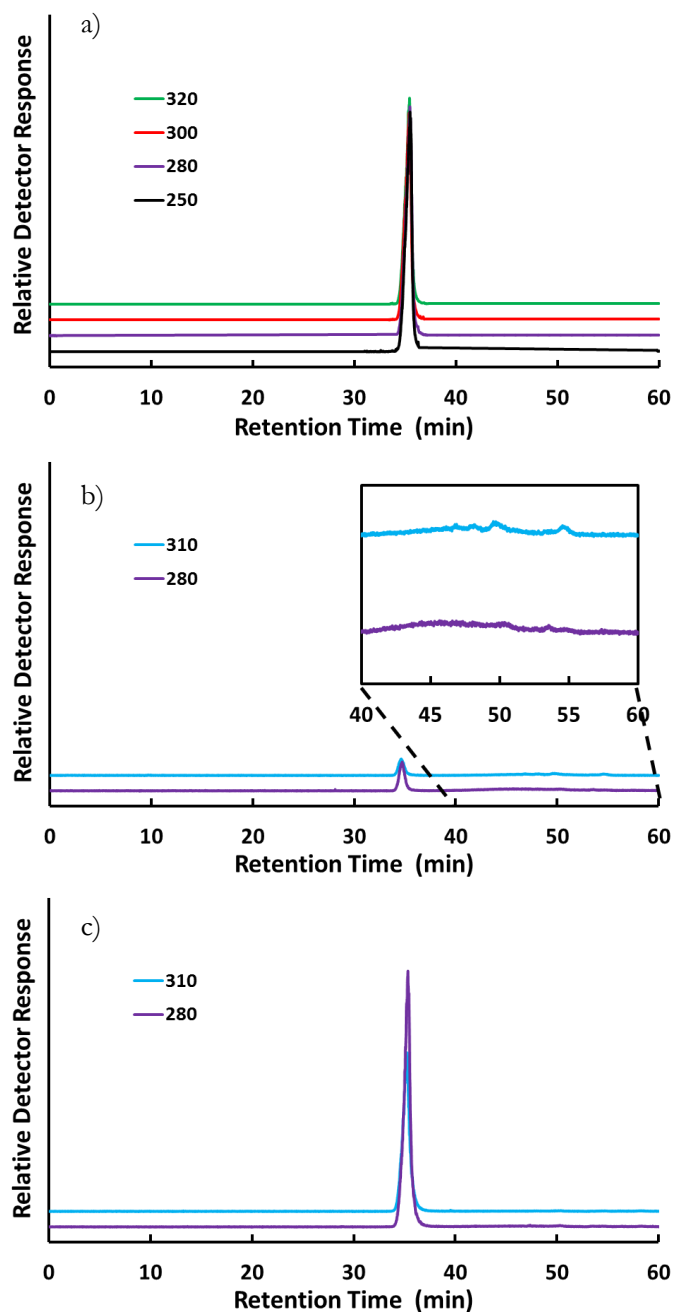 a)
Relative Detector Response
320
300
280
250
0 10 20 30 40 50 60
Retention Time (min)
b)
Relative Detector Response
310
280
40 45 50 55 60
0 10 20 30 40 50 60
Retention Time (min)
c)
Relative Detector Response
310
280
0 10 20 30 40 50 60
Retention Time (min)